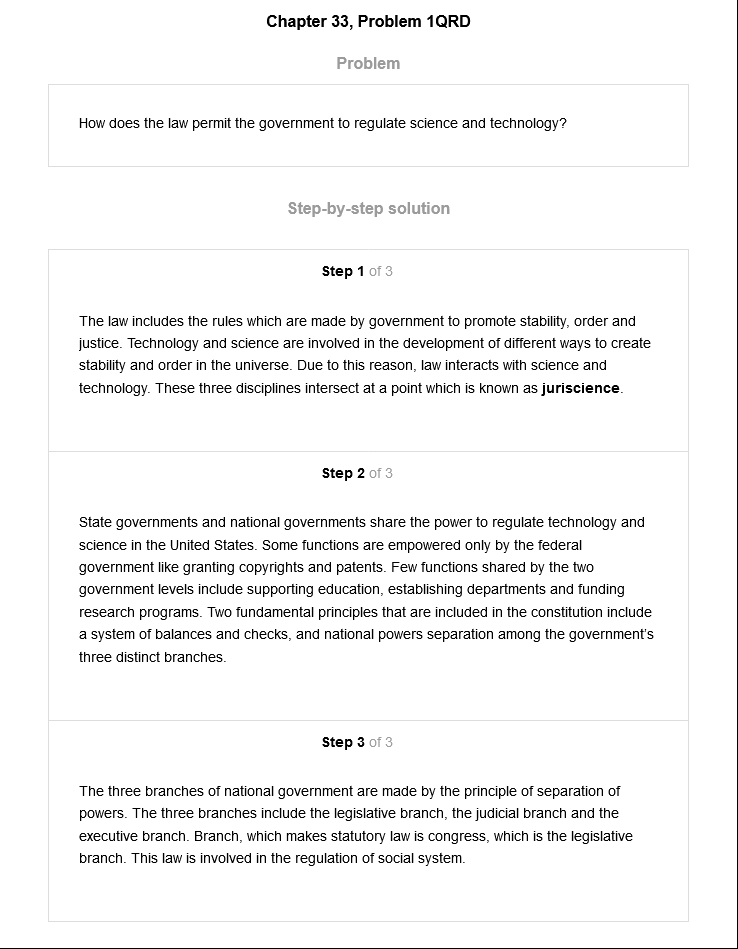 Chapter 33, Problem 1QRD
Problem
How does the law permit the government to regulate science and technology?
Step-by-step solution
Step 1 of 3
The law includes the rules which are made by government to promote stability, order and
justice. Technology and science are involved in the development of different ways to create
stability and order in the universe. Due to this reason, law interacts with science and
technology. These three disciplines intersect at a point which is known as juriscience.
Step 2 of 3
State governments and national governments share the power to regulate technology and
science in the United States. Some functions are empowered only by the federal
government like granting copyrights and patents. Few functions shared by the two
government levels include supporting education, establishing departments and funding
research programs. Two fundamental principles that are included in the constitution include
a system of balances and checks, and national powers separation among the government's
three distinct branches.
Step 3 of 3
The three branches of national government are made by the principle of separation of
powers. The three branches include the legislative branch, the judicial branch and the
executive branch. Branch, which makes statutory law is congress, which is the legislative
branch. This law is involved in the regulation of social system.